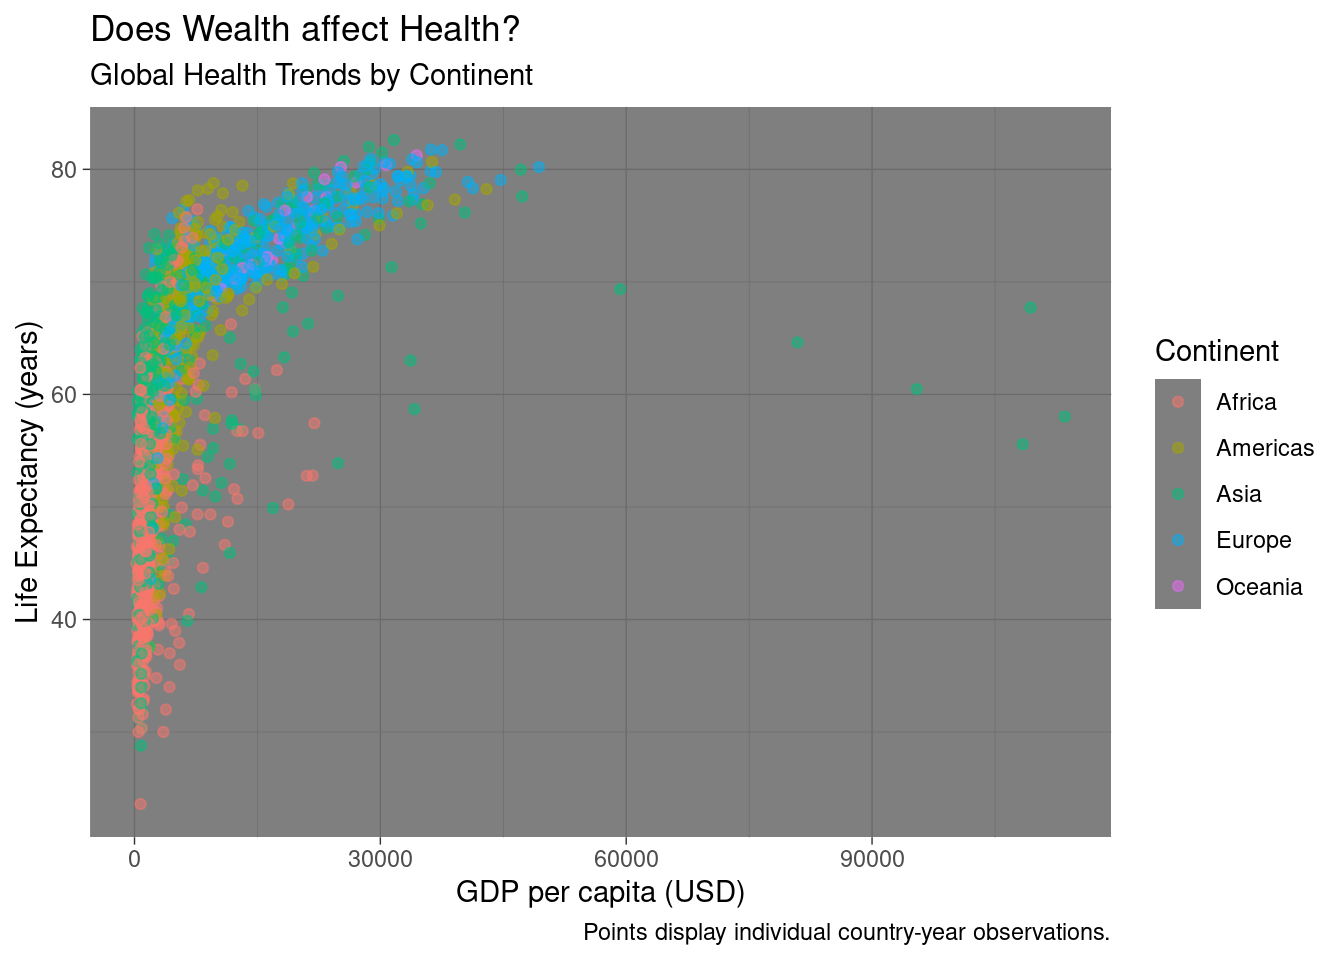 Does Wealth affect Health?
Global Health Trends by Continent
80
60
40
Life Expectancy (years)
0 30000 60000 90000
GDP per capita (USD)
Points display individual country-year observations.
Continent
Africa
Americas
Asia
Europe
Oceania